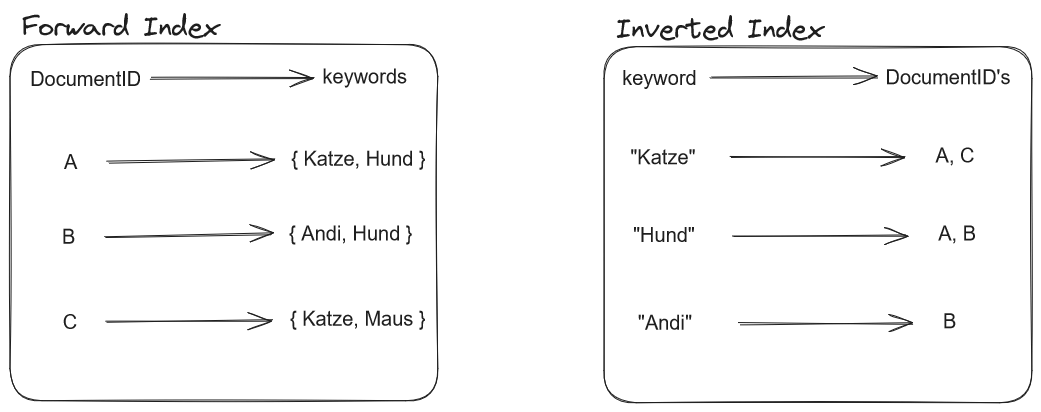 Forward Index
DocumentID keywords
A { Katze, Hund }
B { Andi, Hund }
C { Katze, Maus }
Inverted Index
keyword DocumentID's
"Katze" A, C
"Hund" A, B
"Andi" B